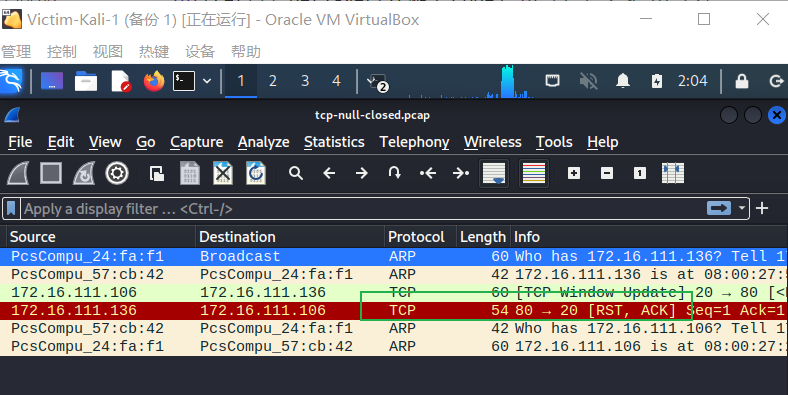 Victim-Kali-1 (备份 1) [正在运行] - Oracle VM VirtualBox
管理 控制 视图 热键 设备 帮助
1 2 3 4 2 2:04
tcp-null-closed.pcap
File Edit View Go Capture Analyze Statistics Telephony Wireless Tools Help
Apply a display filter … <Ctrl-/>
Source Destination Protocol Length Info
PcsCompu_24:fa:f1 Broadcast ARP 60 Who has 172.16.111.136? Tell 1
PcsCompu_57:cb:42 PcsCompu_24:fa:f1 ARP 42 172.16.111.136 is at 08:00:27:5
172.16.111.106 172.16.111.136 TCP 60 [TCP Window Update] 20 → 80 [<
172.16.111.136 172.16.111.106 TCP 54 80 → 20 [RST, ACK] Seq=1 Ack=1
PcsCompu_57:cb:42 PcsCompu_24:fa:f1 ARP 42 Who has 172.16.111.106? Tell 1
PcsCompu_24:fa:f1 PcsCompu_57:cb:42 ARP 60 172.16.111.106 is at 08:00:27:2